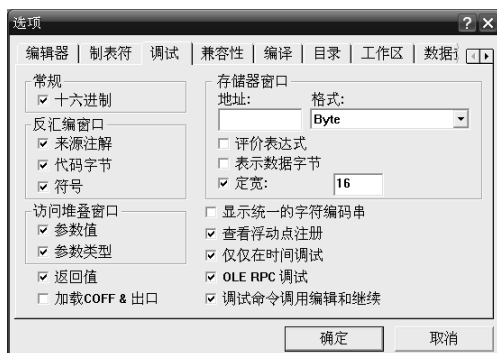 选项
编辑器 制表符 调试 兼容性 编译 目录 工作区
常规
十六进制
反汇编窗口
来源注解
代码字节
符号
访问堆叠窗口
参数值
参数类型
返回值
加载COFF & 出口
存储器窗口
地址: 格式:
Byte
评价表达式
表示数据字节
定宽: 16
显示统一的字符编码串
查看浮动点注册
仅仅在时间调试
OLE RPC 调试
调试命令调用编辑和继续
确定 取消